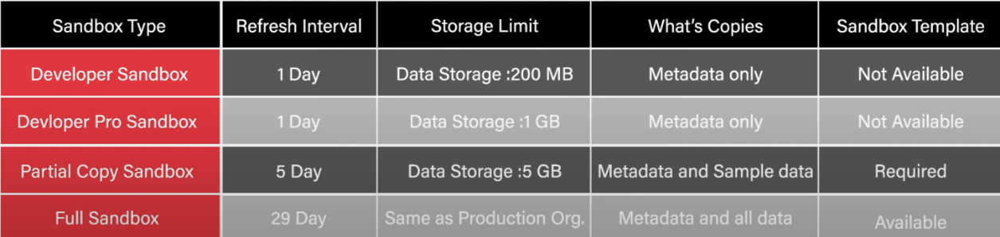 Sandbox Type Refresh Interval Storage Limit What's Copies Sandbox Template
Developer Sandbox 1 Day Data Storage :200 MB Metadata only Not Available
Devloper Pro Sandbox 1 Day Data Storage :1 GB Metadata only Not Available
Partial Copy Sandbox 5 Day Data Storage :5 GB Metadata and Sample data Required
Full Sandbox 29 Day Same as Production Org. Metadata and all data Available